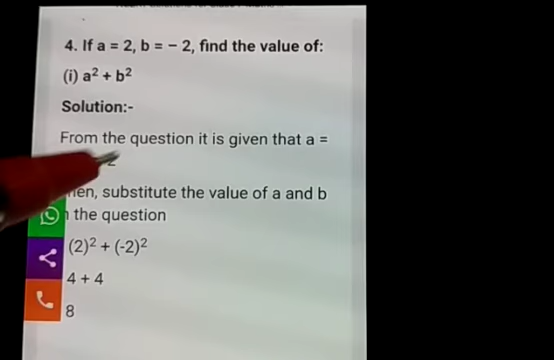 4. If a = 2, b = − 2, find the value of:
(i) a² + b²
Solution:-
From the question it is given that a =
2
substitute the value of a and b
the question
(2)² + (-2)²
4 + 4
8